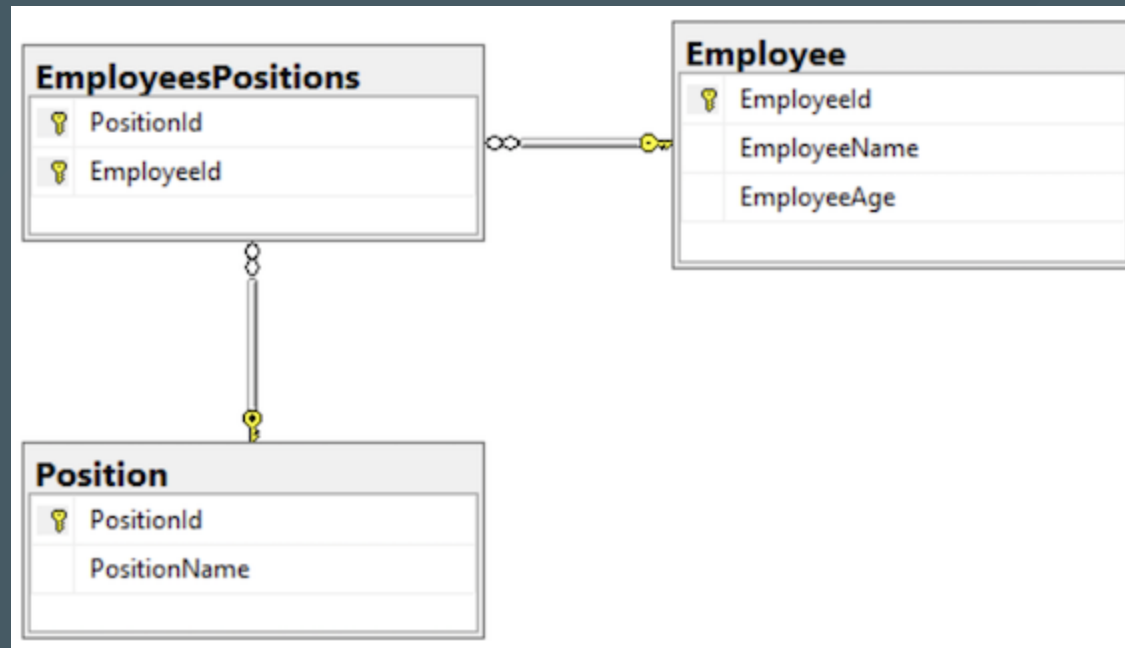 EmployeesPositions
PositionId
EmployeeId
Employee
EmployeeId
EmployeeName
EmployeeAge
Position
PositionId
PositionName